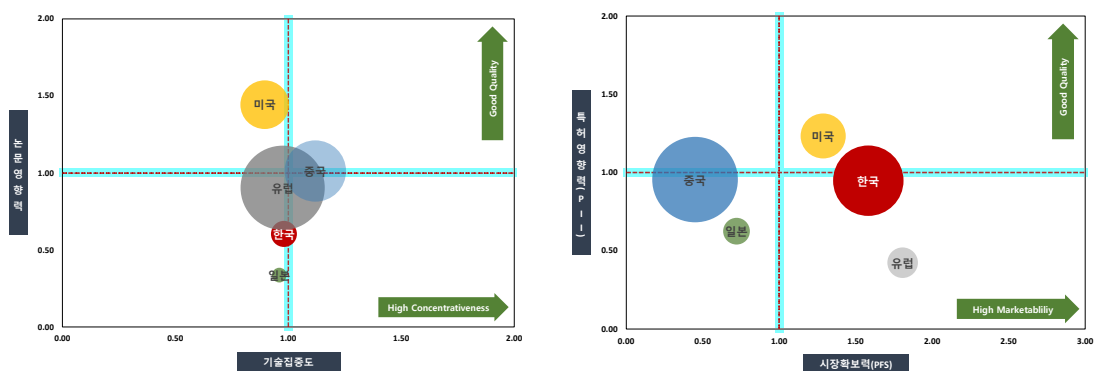 2.00
1.50
1.00
0.50
0.00
0.00
0.50
1.00
1.50
2.00
논문영향력
기술집중도
미국
중국
유럽
한국
일본
Good Quality
High Concentrativeness
2.00
1.50
1.00
0.50
0.00
0.00
0.50
1.00
1.50
2.00
2.50
3.00
특허영향력(PII)
시장확보력(PFS)
미국
중국
한국
일본
유럽
Good Quality
High Marketabliliy